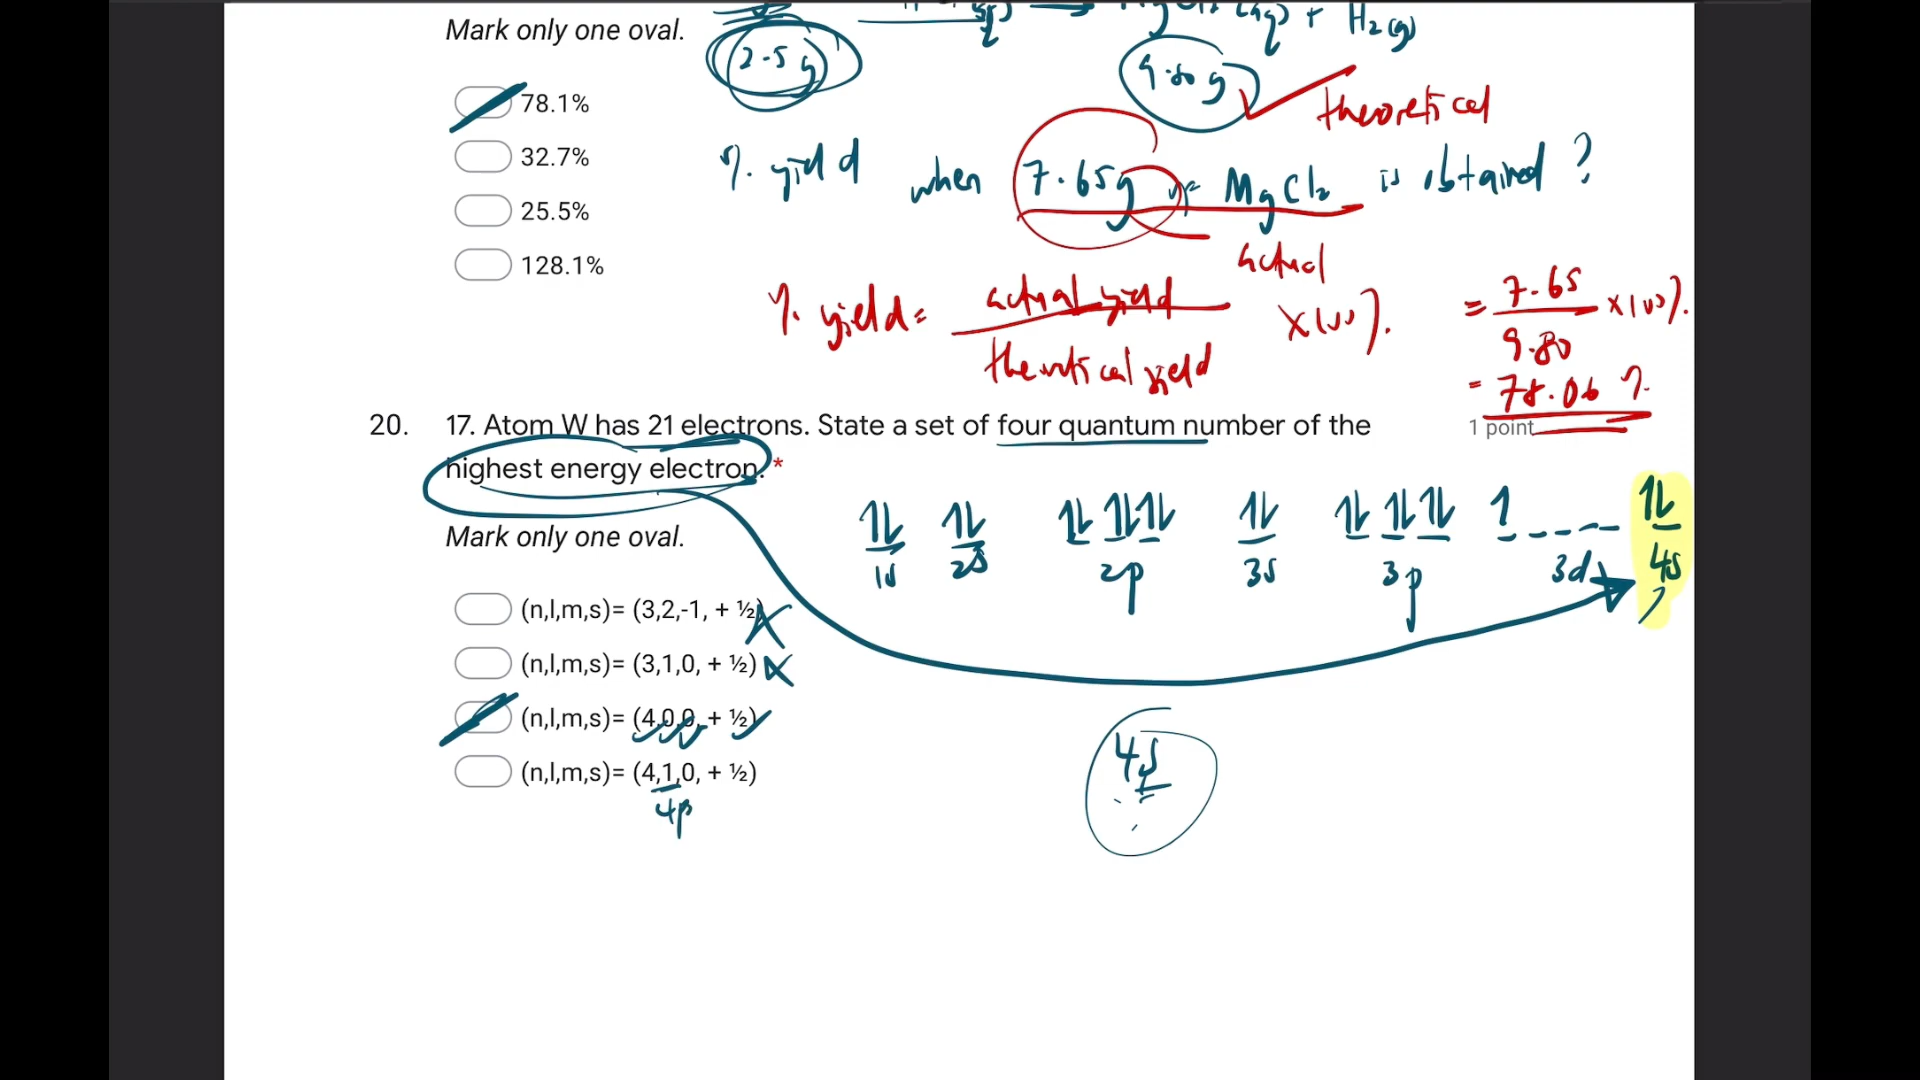 Mark only one oval.
(aq) + H₂(g)
2.5 g
9.80 g
78.1%
theoretical
32.7%
% yield when 7.65g of MgCl₂ is obtained ?
25.5%
actual
128.1%
% yield = actual yield / theoretical yield × 100 %.
= 7.65 / 9.80 × 100 %.
= 78.06 %.
20. 17. Atom W has 21 electrons. State a set of four quantum number of the
1 point
highest energy electron. *
1s 2s 2p 3s 3p 3d 4s
Mark only one oval.
(n,l,m,s)= (3,2,-1, + ½)
(n,l,m,s)= (3,1,0, + ½)
(n,l,m,s)= (4,0,0, + ½)
4s
(n,l,m,s)= (4,1,0, + ½)
4p